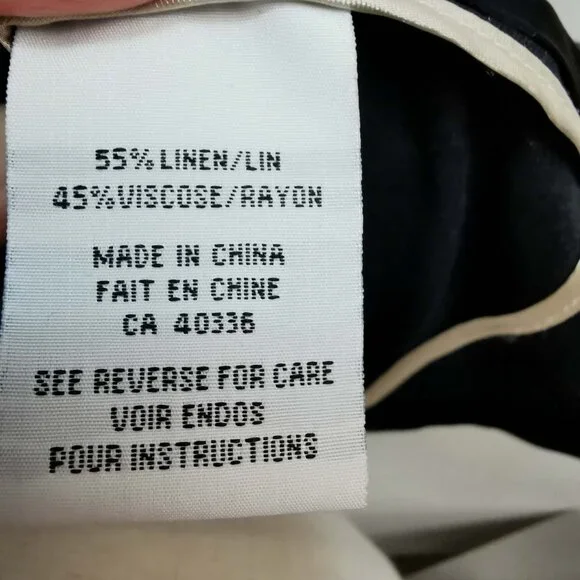 55% LINEN/LIN
45% VISCOSE/RAYON
MADE IN CHINA
FAIT EN CHINE
CA 40336
SEE REVERSE FOR CARE
VOIR ENDOS
POUR INSTRUCTIONS